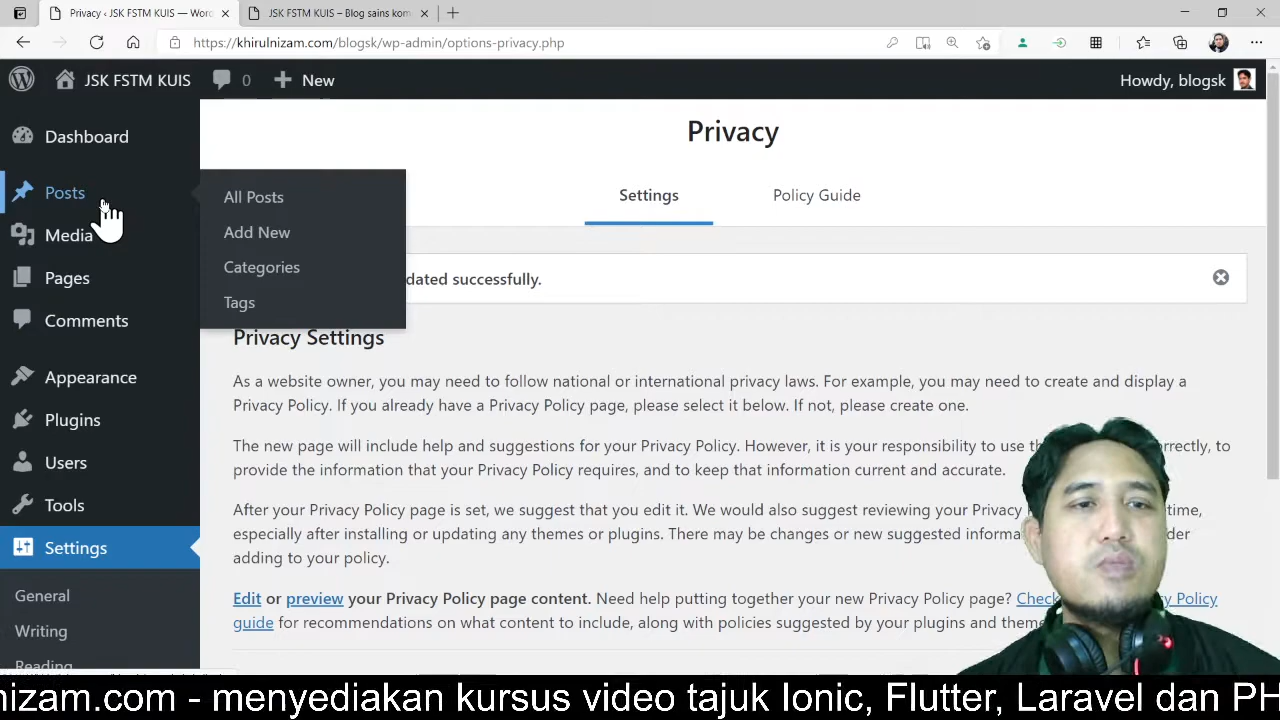 Privacy ‹ JSK FSTM KUIS — Wor
JSK FSTM KUIS – Blog sains kom
https://khirulnizam.com/blogsk/wp-admin/options-privacy.php
JSK FSTM KUIS
0
New
Howdy, blogsk
Dashboard
Posts
Media
Pages
Comments
Appearance
Plugins
Users
Tools
Settings
General
Writing
Reading
All Posts
Add New
Categories
Tags
Privacy
Settings
Policy Guide
dated successfully.
Privacy Settings
As a website owner, you may need to follow national or international privacy laws. For example, you may need to create and display a
Privacy Policy. If you already have a Privacy Policy page, please select it below. If not, please create one.
The new page will include help and suggestions for your Privacy Policy. However, it is your responsibility to use th rrectly, to
provide the information that your Privacy Policy requires, and to keep that information current and accurate.
After your Privacy Policy page is set, we suggest that you edit it. We would also suggest reviewing your Privacy time,
especially after installing or updating any themes or plugins. There may be changes or new suggested informa der
adding to your policy.
Edit or preview your Privacy Policy page content. Need help putting together your new Privacy Policy page? Check y Policy
guide for recommendations on what content to include, along with policies suggested by your plugins and theme
nizam.com - menyediakan kursus video tajuk Ionic, Flutter, Laravel dan PH